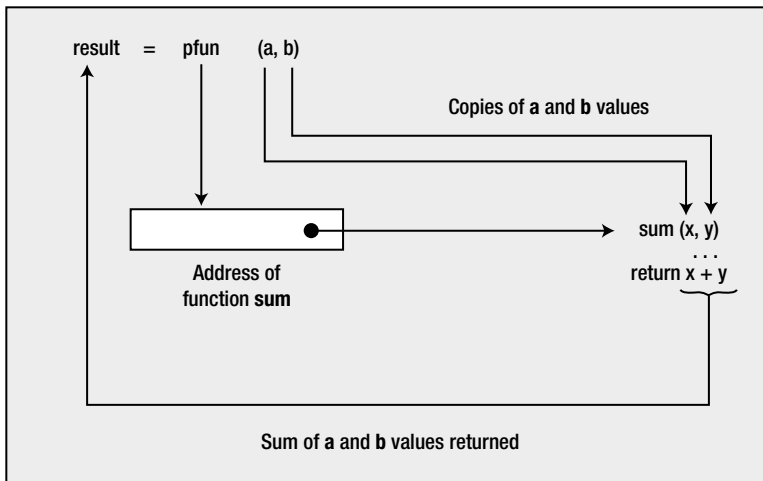 result = pfun (a, b)
Copies of a and b values
sum (x, y)
...
return x + y
Address of
function sum
Sum of a and b values returned